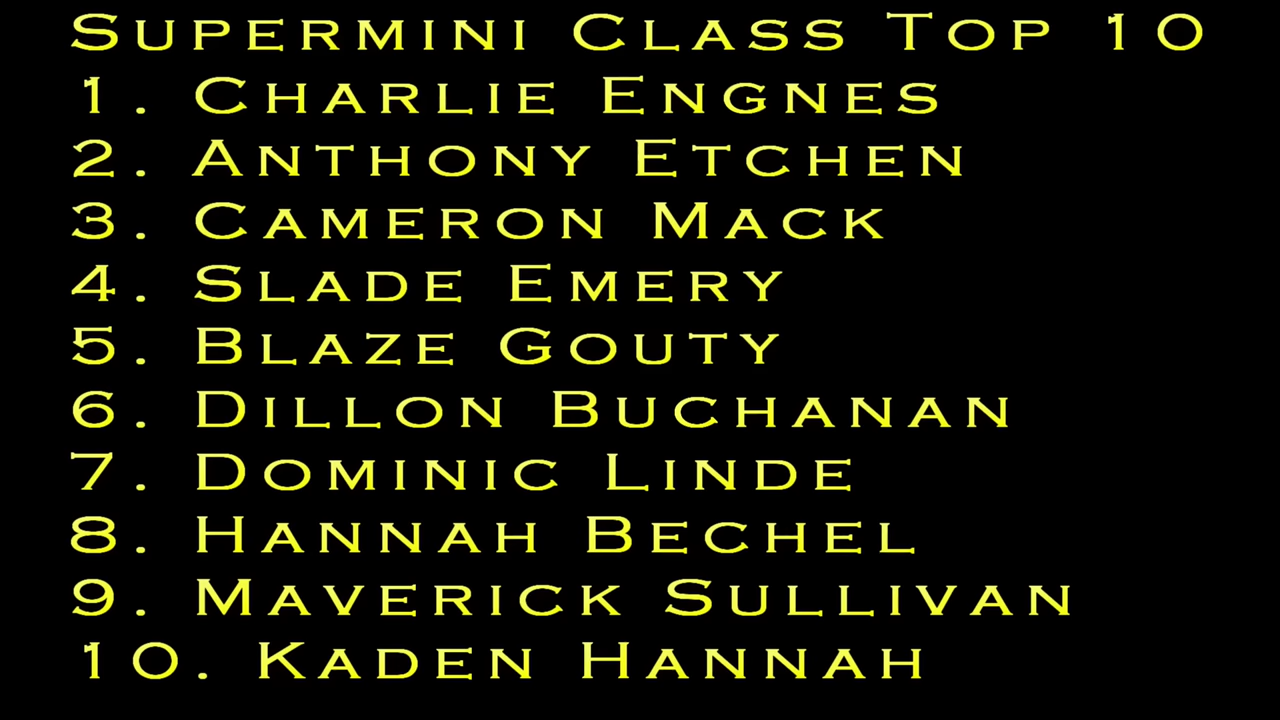 Supermini Class Top 10
1. Charlie Engnes
2. Anthony Etchen
3. Cameron Mack
4. Slade Emery
5. Blaze Gouty
6. Dillon Buchanan
7. Dominic Linde
8. Hannah Bechel
9. Maverick Sullivan
10. Kaden Hannah